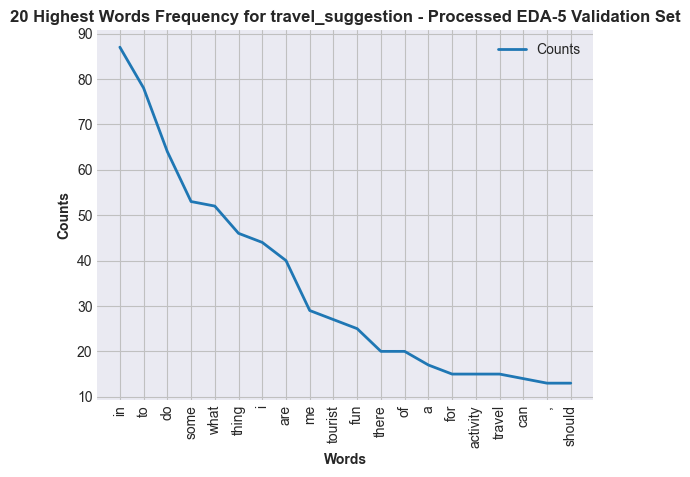 20 Highest Words Frequency for travel_suggestion - Processed EDA-5 Validation Set
90
80
70
60
50
40
30
20
10
Counts
Counts
in
to
do
some
what
thing
i
are
me
tourist
fun
there
of
a
for
activity
travel
can
,
should
Words